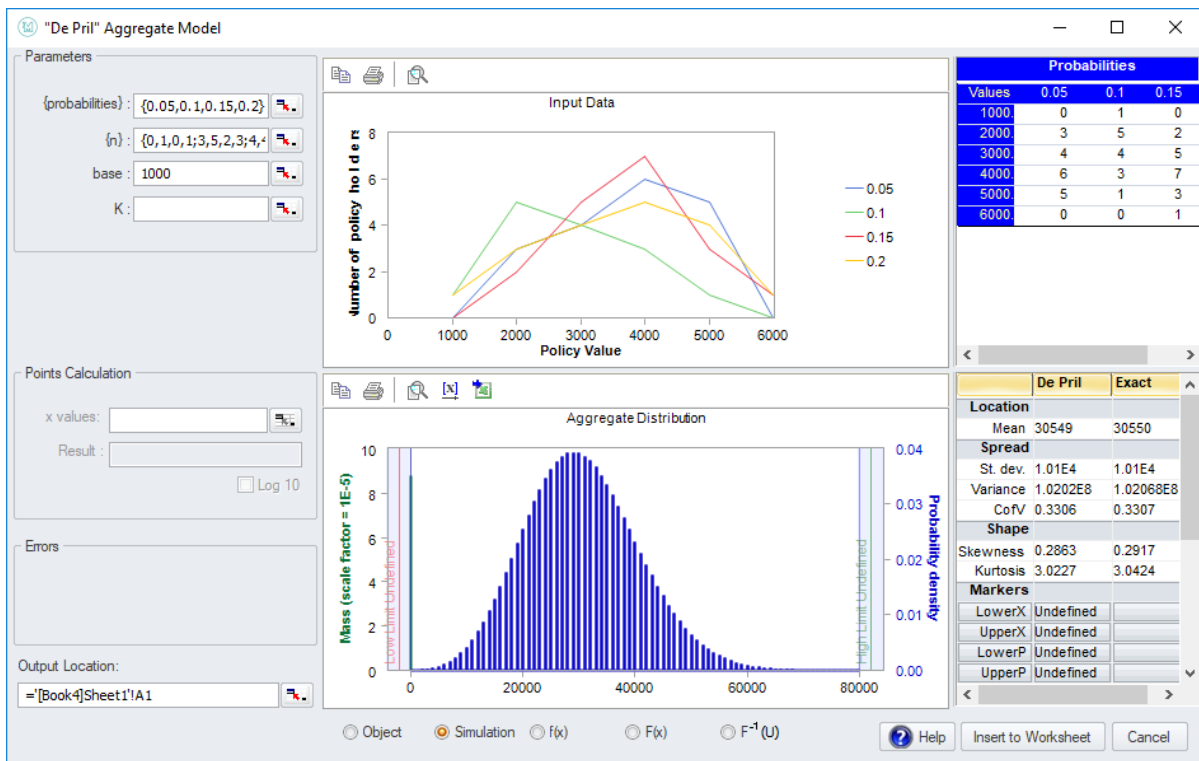 "De Pril" Aggregate Model
Parameters
{probabilities} : {0.05,0.1,0.15,0.2}
{n} : {0,1,0,1;3,5,2,3;4,4
base : 1000
K :
Input Data
Number of policy holders
8
6
4
2
0
0 1000 2000 3000 4000 5000 6000
Policy Value
0.05
0.1
0.15
0.2
Probabilities
Values 0.05 0.1 0.15
1000. 0 1 0
2000. 3 5 2
3000. 4 4 5
4000. 6 3 7
5000. 5 1 3
6000. 0 0 1
Points Calculation
x values:
Result :
Log 10
Errors
Output Location:
='[Book4]Sheet1'!A1
[x]
Aggregate Distribution
Mass (scale factor = 1E-5)
10
8
6
4
2
0
Low Limit Undefined
High Limit Undefined
0.04
0.03
0.02
0.01
0.00
Probability density
0 20000 40000 60000 80000
De Pril Exact
Location
Mean 30549 30550
Spread
St. dev. 1.01E4 1.01E4
Variance 1.0202E8 1.02068E8
CofV 0.3306 0.3307
Shape
Skewness 0.2863 0.2917
Kurtosis 3.0227 3.0424
Markers
LowerX Undefined
UpperX Undefined
LowerP Undefined
UpperP Undefined
Object Simulation f(x) F(x) F⁻¹(U)
? Help Insert to Worksheet Cancel